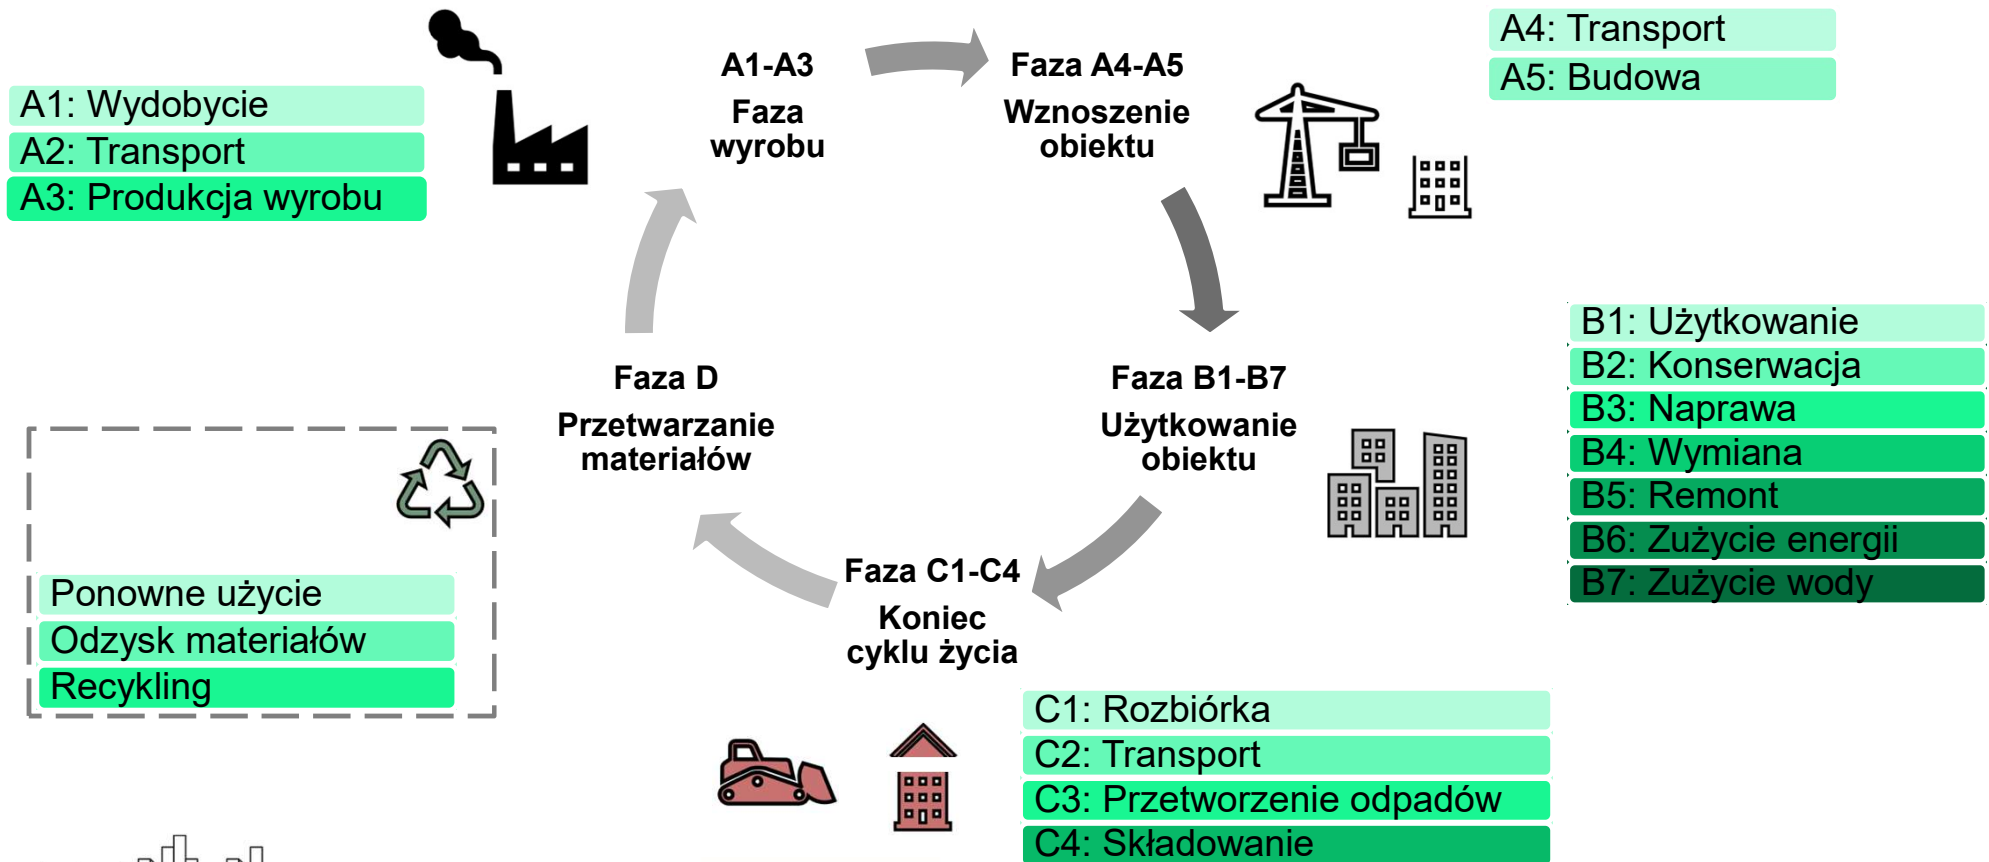 A1: Wydobycie
A2: Transport
A3: Produkcja wyrobu
A1-A3
Faza
wyrobu
Faza A4-A5
Wznoszenie
obiektu
A4: Transport
A5: Budowa
Faza B1-B7
Użytkowanie
obiektu
B1: Użytkowanie
B2: Konserwacja
B3: Naprawa
B4: Wymiana
B5: Remont
B6: Zużycie energii
B7: Zużycie wody
Faza C1-C4
Koniec
cyklu życia
C1: Rozbiórka
C2: Transport
C3: Przetworzenie odpadów
C4: Składowanie
Faza D
Przetwarzanie
materiałów
Ponowne użycie
Odzysk materiałów
Recykling